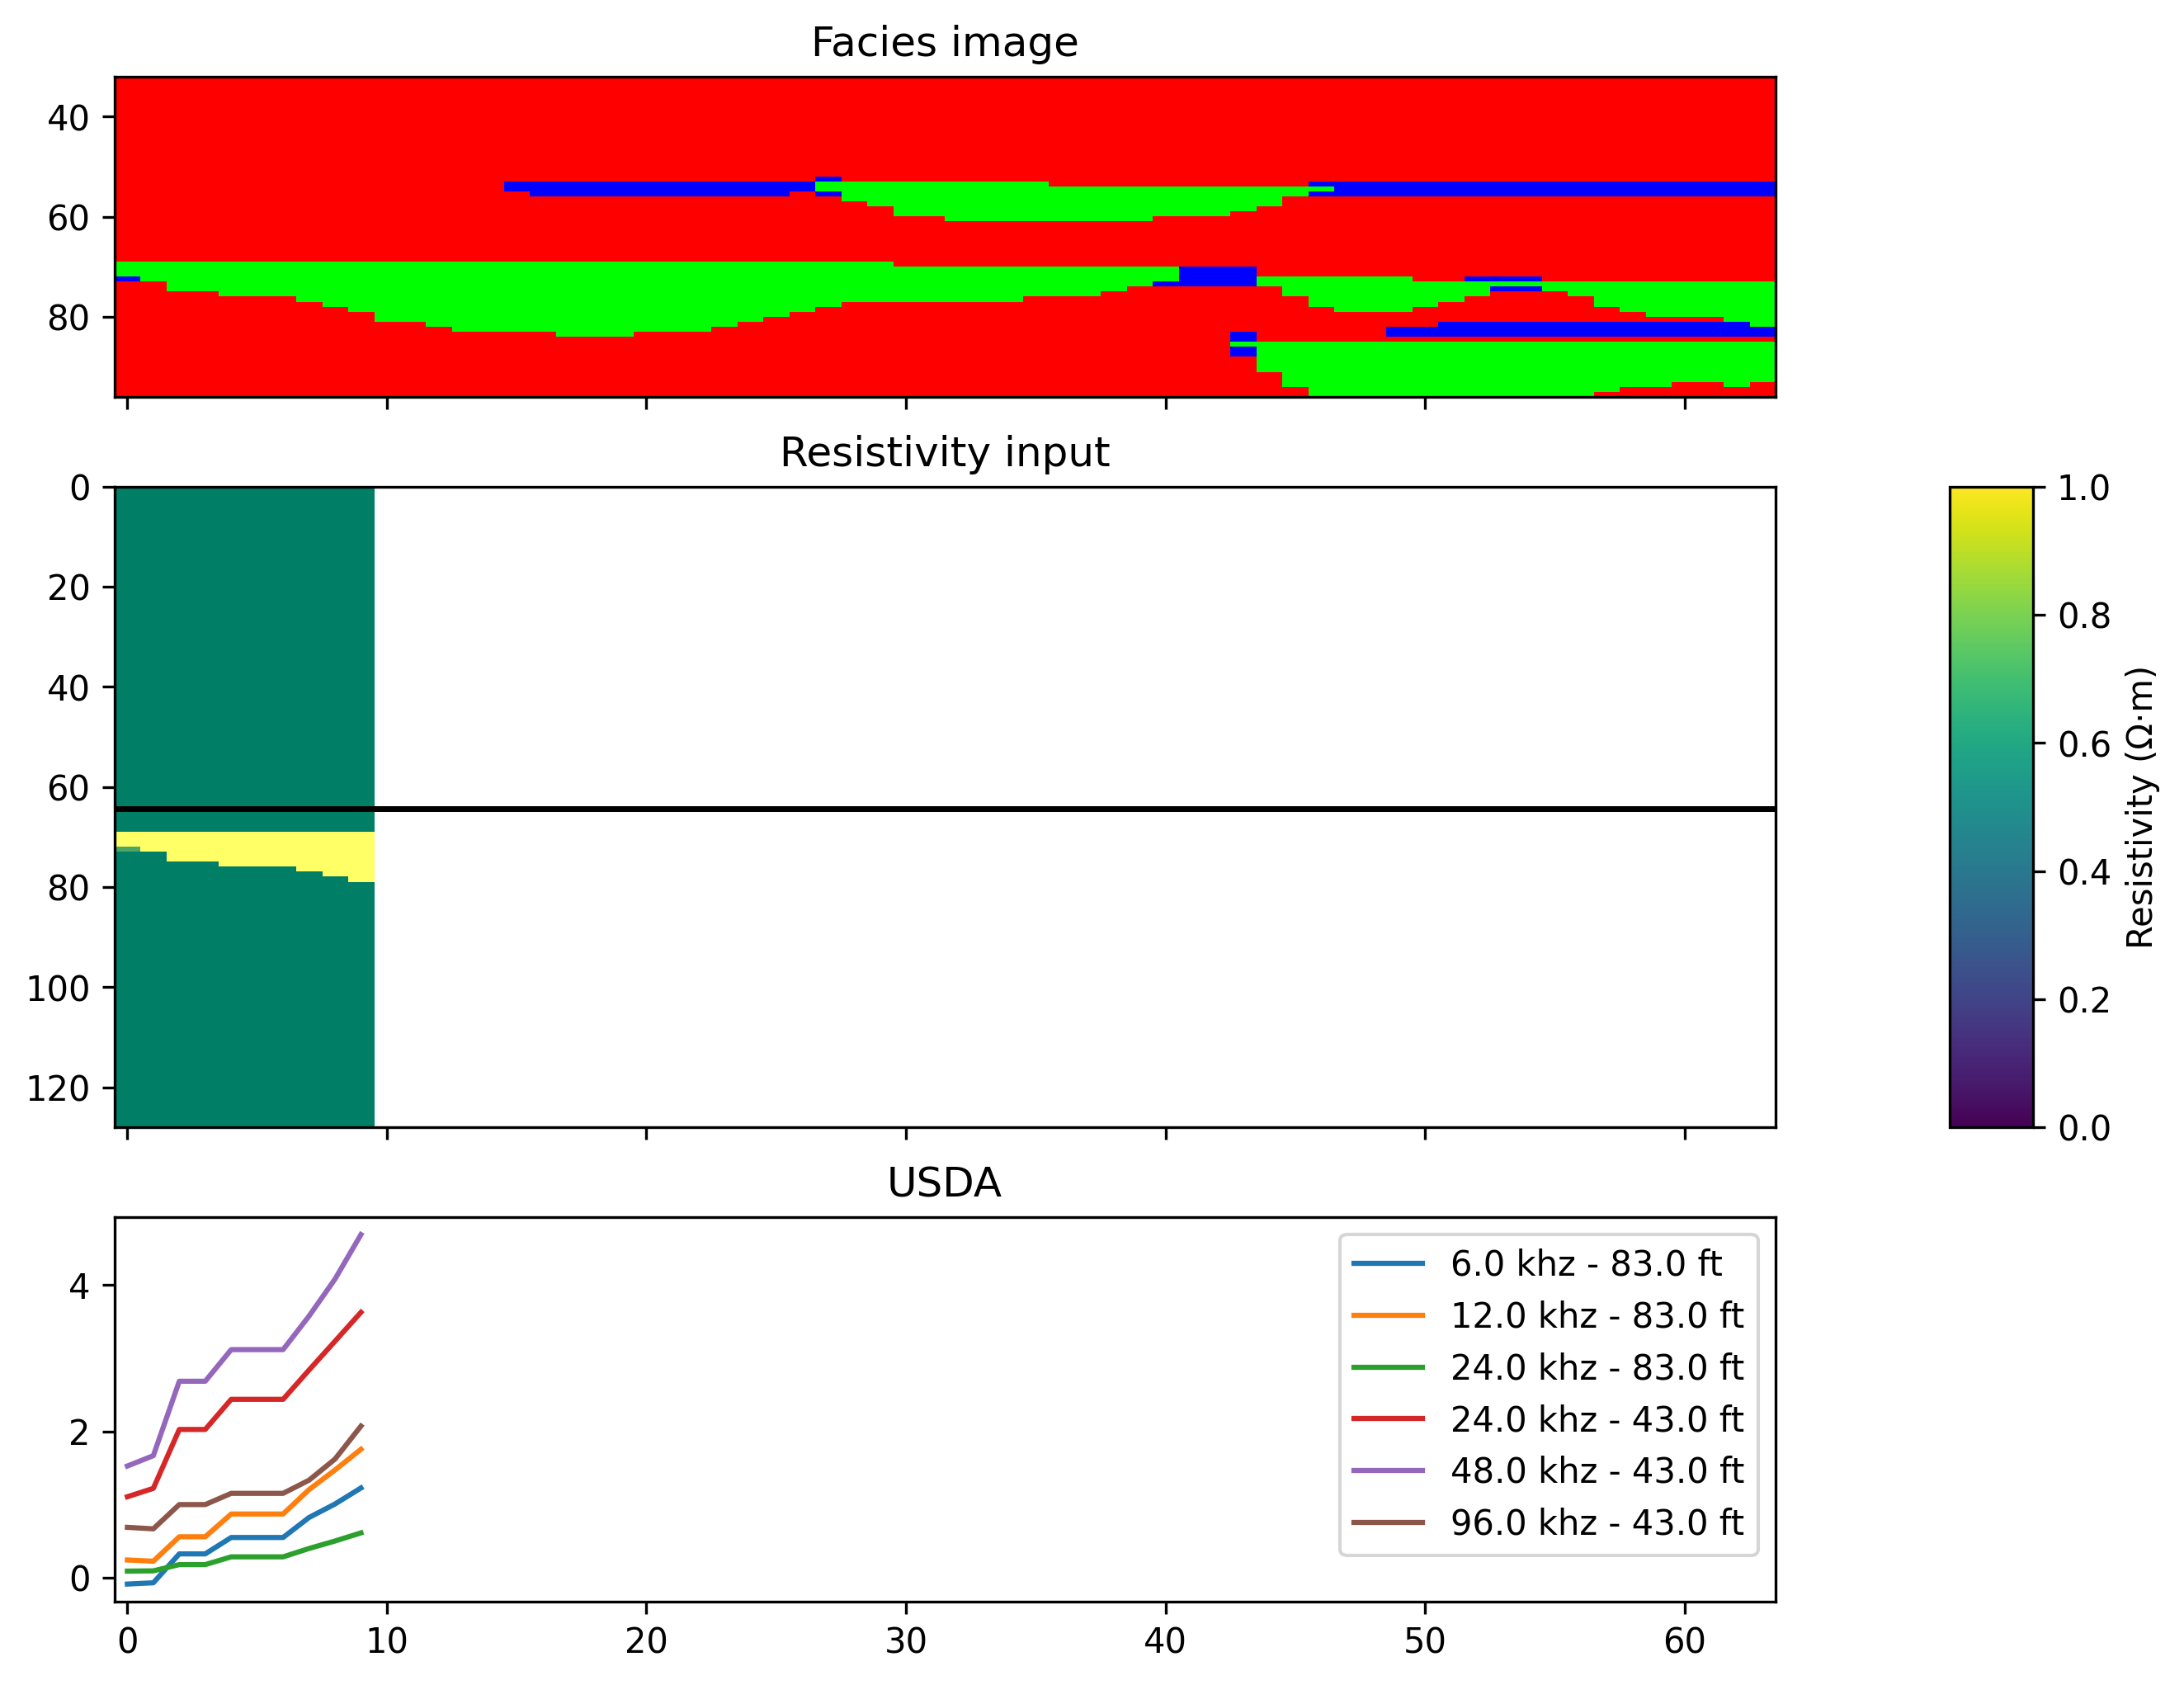 Facies image
40
60
80
Resistivity input
0
20
40
60
80
100
120
1.0
0.8
0.6
0.4
0.2
0.0
Resistivity (Ω·m)
USDA
4
2
0
6.0 khz - 83.0 ft
12.0 khz - 83.0 ft
24.0 khz - 83.0 ft
24.0 khz - 43.0 ft
48.0 khz - 43.0 ft
96.0 khz - 43.0 ft
0 10 20 30 40 50 60